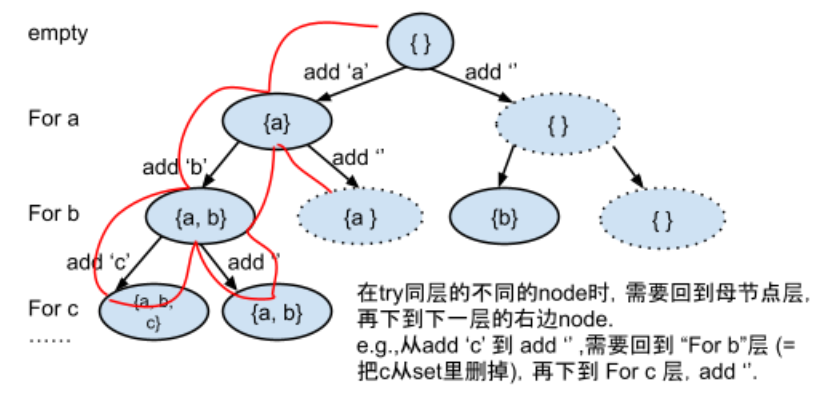 empty
{ }
add 'a'
add ''
For a
{a}
{ }
add 'b'
add ''
For b
{a, b}
{a }
{b}
{ }
add 'c'
add ''
For c
{a, b,
c}
{a, b}
……
在try同层的不同的node时, 需要回到母节点层,
再下到下一层的右边node.
e.g.,从add 'c' 到 add '' ,需要回到 “For b”层 (=
把c从set里删掉), 再下到 For c 层, add ''.